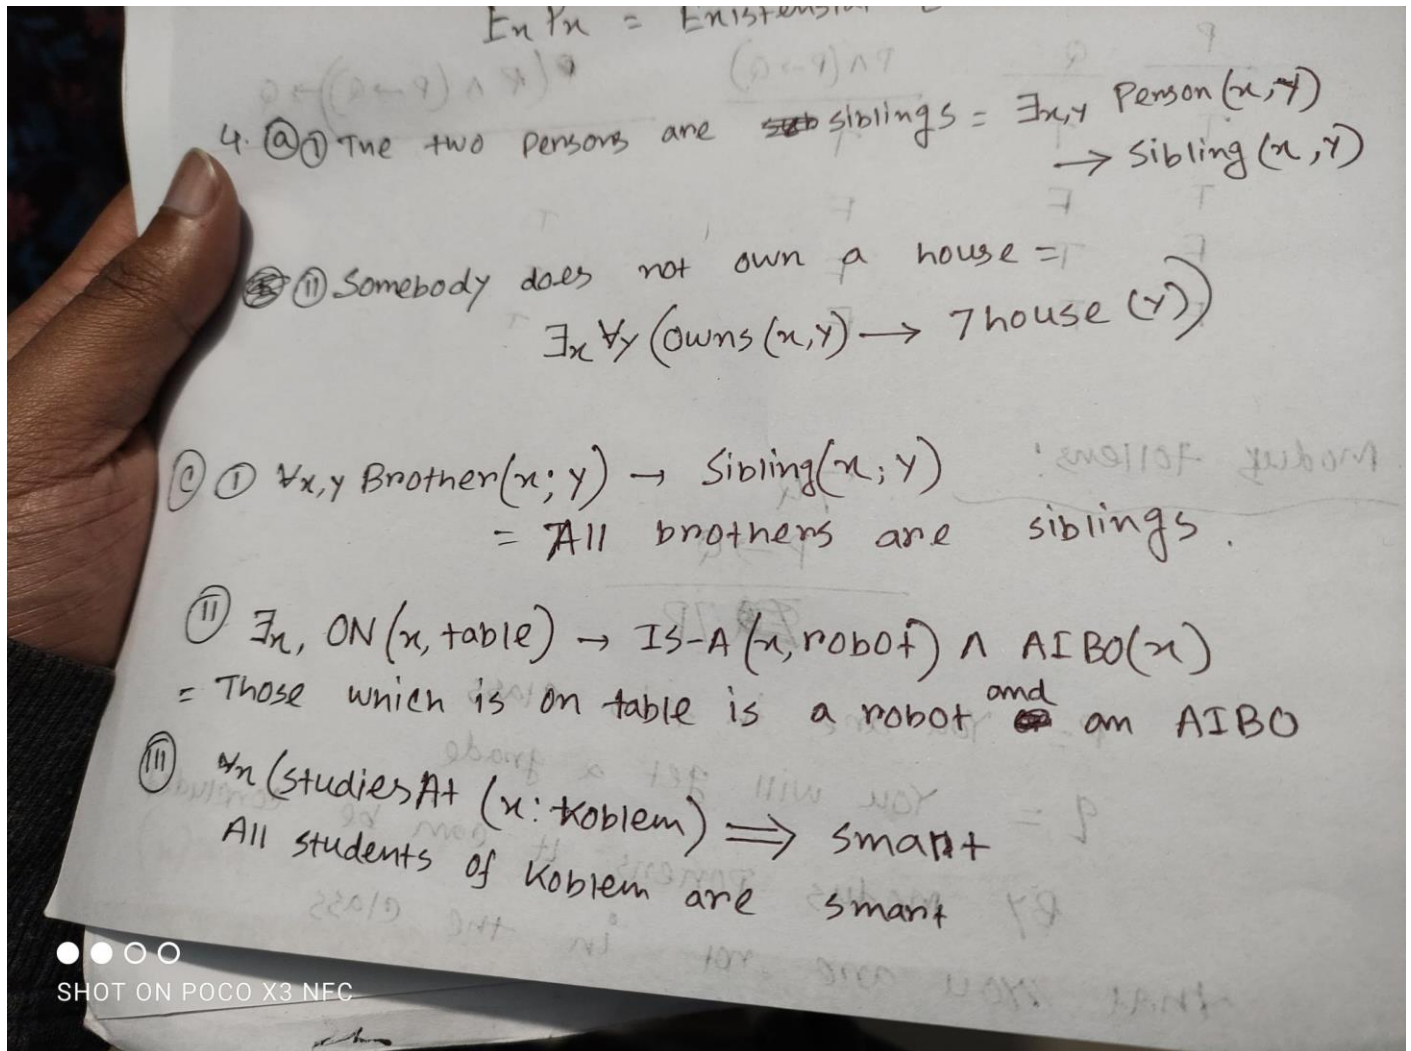 Ex Px = Existensial
4. (a) (i) The two persons are siblings = ∃x,y Person(x,y)
→ Sibling(x,y)
(ii) Somebody does not own a house =
∃x ∀y (Owns(x,y) → ¬house(y))
(c) (i) ∀x,y Brother(x;y) → Sibling(x;y)
= All brothers are siblings.
(ii) ∃x, ON(x,table) → IS-A(x,robot) ∧ AIBO(x)
= Those which is on table is a robot and an AIBO
(iii) ∀x (studiesAt (x:Koblem) ⟹ smart
All students of Koblem are smart
SHOT ON POCO X3 NFC